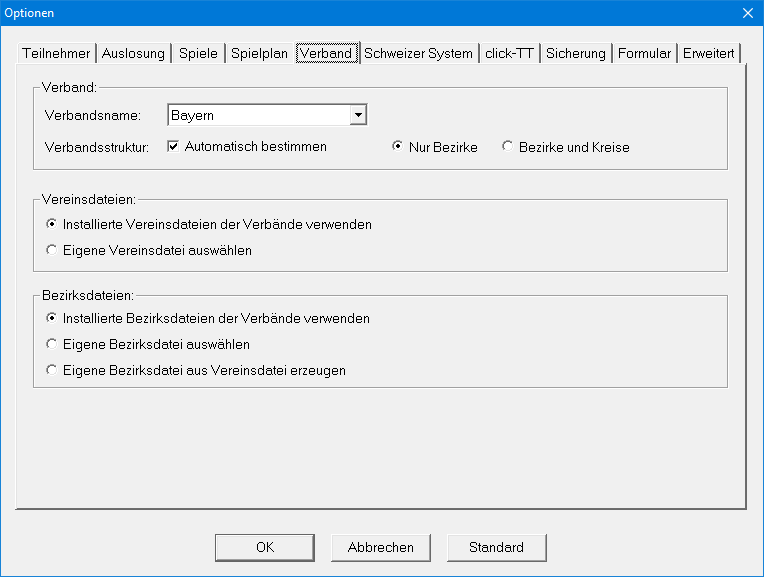 Optionen
Teilnehmer Auslosung Spiele Spielplan Verband Schweizer System click-TT Sicherung Formular Erweitert
Verband:
Verbandsname: Bayern
Verbandsstruktur: Automatisch bestimmen Nur Bezirke Bezirke und Kreise
Vereinsdateien:
Installierte Vereinsdateien der Verbände verwenden
Eigene Vereinsdatei auswählen
Bezirksdateien:
Installierte Bezirksdateien der Verbände verwenden
Eigene Bezirksdatei auswählen
Eigene Bezirksdatei aus Vereinsdatei erzeugen
OK Abbrechen Standard